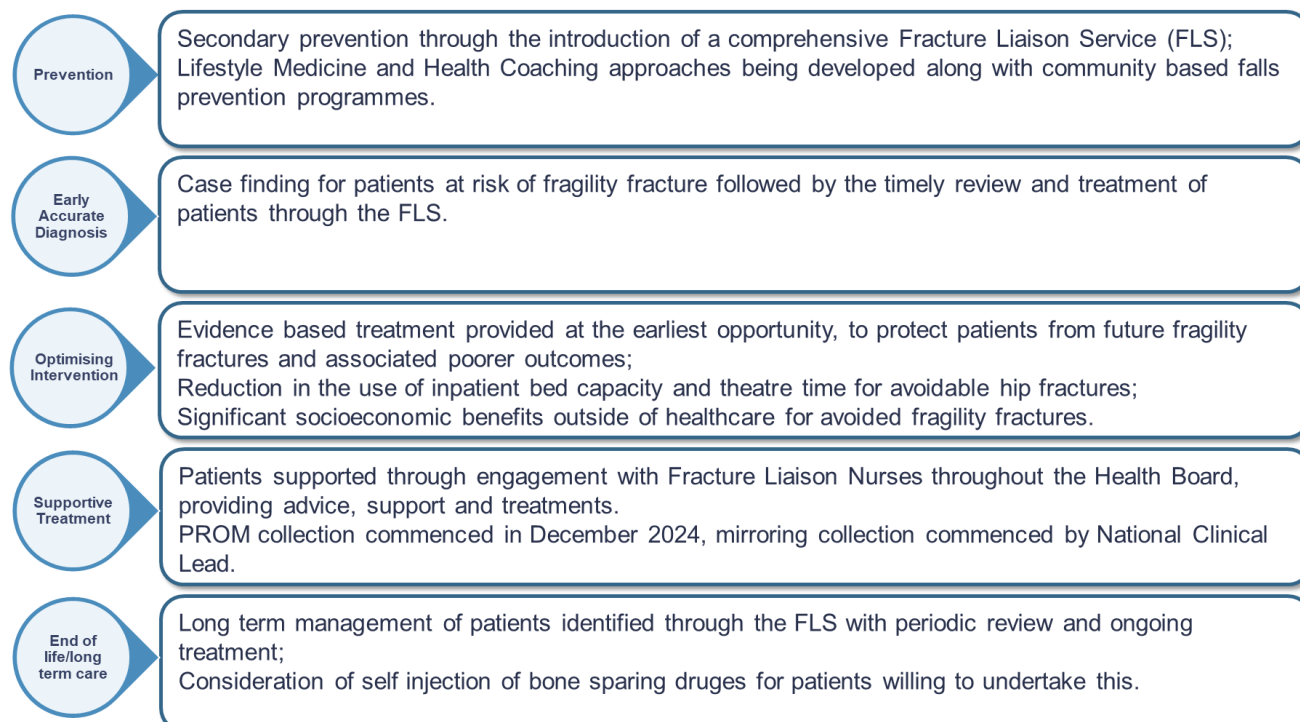 Prevention
Secondary prevention through the introduction of a comprehensive Fracture Liaison Service (FLS);
Lifestyle Medicine and Health Coaching approaches being developed along with community based falls
prevention programmes.
Early
Accurate
Diagnosis
Case finding for patients at risk of fragility fracture followed by the timely review and treatment of
patients through the FLS.
Optimising
Intervention
Evidence based treatment provided at the earliest opportunity, to protect patients from future fragility
fractures and associated poorer outcomes;
Reduction in the use of inpatient bed capacity and theatre time for avoidable hip fractures;
Significant socioeconomic benefits outside of healthcare for avoided fragility fractures.
Supportive
Treatment
Patients supported through engagement with Fracture Liaison Nurses throughout the Health Board,
providing advice, support and treatments.
PROM collection commenced in December 2024, mirroring collection commenced by National Clinical
Lead.
End of
life/long
term care
Long term management of patients identified through the FLS with periodic review and ongoing
treatment;
Consideration of self injection of bone sparing druges for patients willing to undertake this.